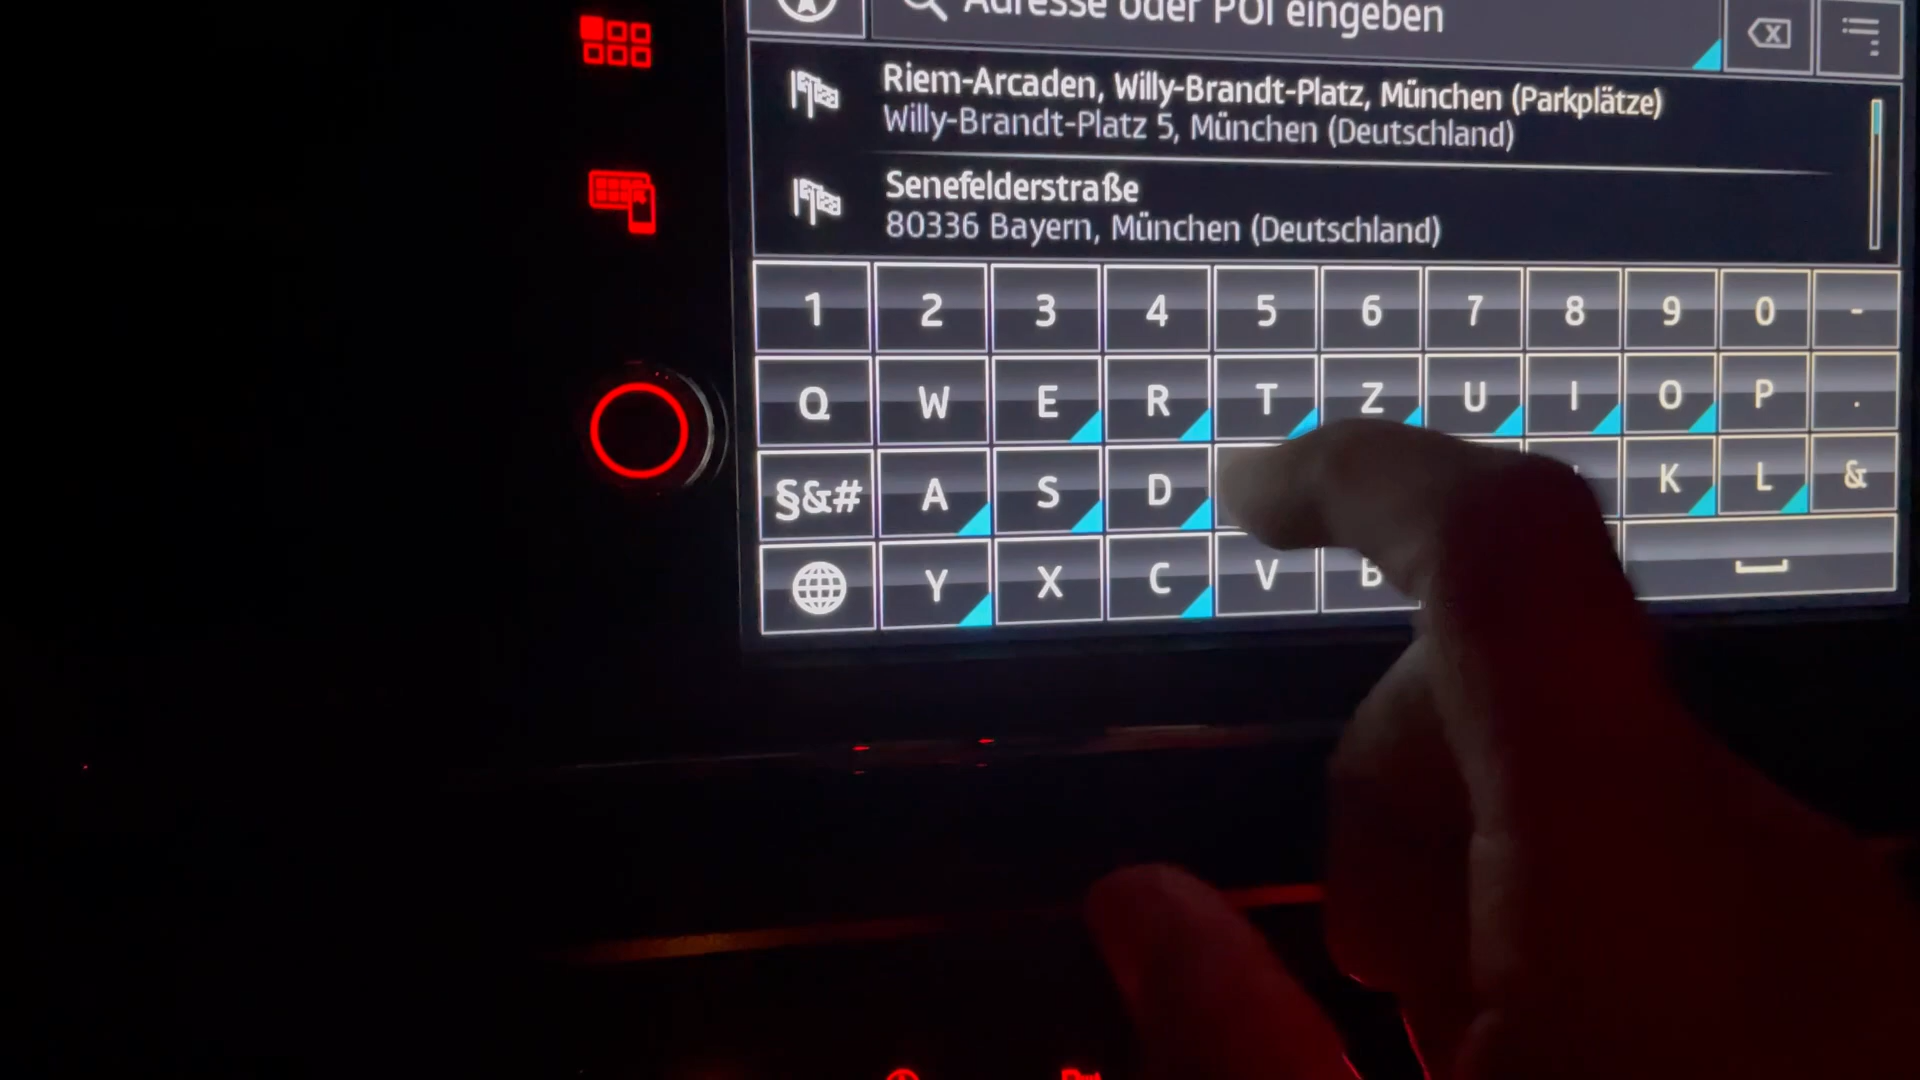 Adresse oder POI eingeben
Riem-Arcaden, Willy-Brandt-Platz, München (Parkplätze)
Willy-Brandt-Platz 5, München (Deutschland)
Senefelderstraße
80336 Bayern, München (Deutschland)
1 2 3 4 5 6 7 8 9 0 -
Q W E R T Z U I O P .
§&# A S D K L &
Y X C V B